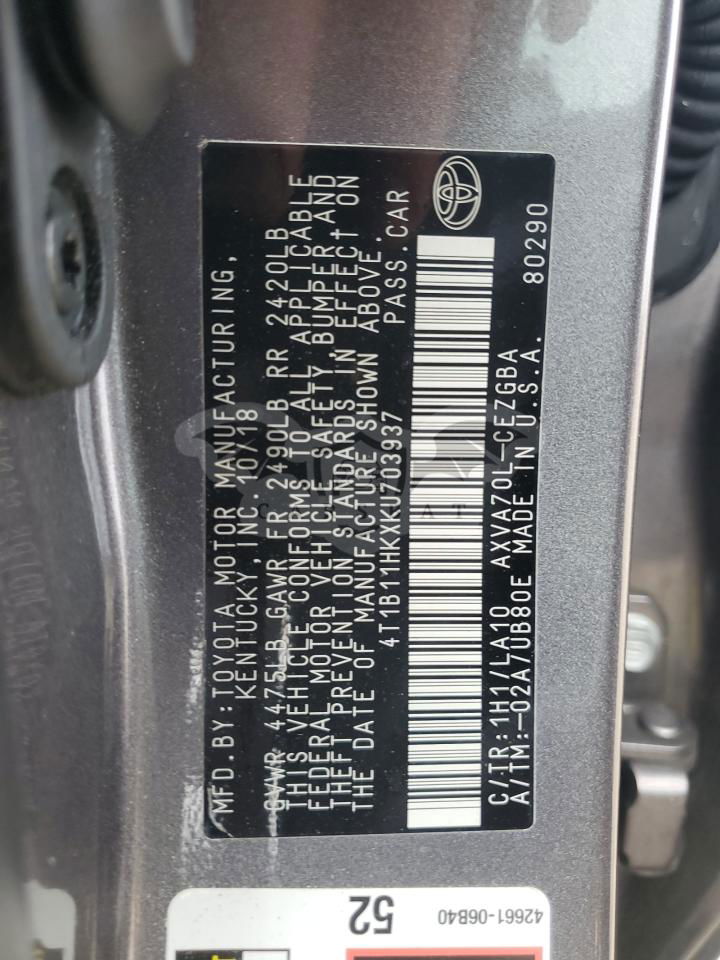 MFD.BY:TOYOTA MOTOR MANUFACTURING,
KENTUCKY,INC. 10/18
GVWR 4475LB GAWR FR 2490LB RR 2420LB
THIS VEHICLE CONFORMS TO ALL APPLICABLE
FEDERAL MOTOR VEHICLE SAFETY,BUMPER,AND
THEFT PREVENTION STANDARDS IN EFFECT ON
THE DATE OF MANUFACTURE SHOWN ABOVE.
4T1B11HKXKU703937 PASS.CAR
C/TR:1H1/LA10 AXVA70L-CEZGBA
A/TM:-02A/UB80E MADE IN U.S.A.
80290
52
42661-06B40